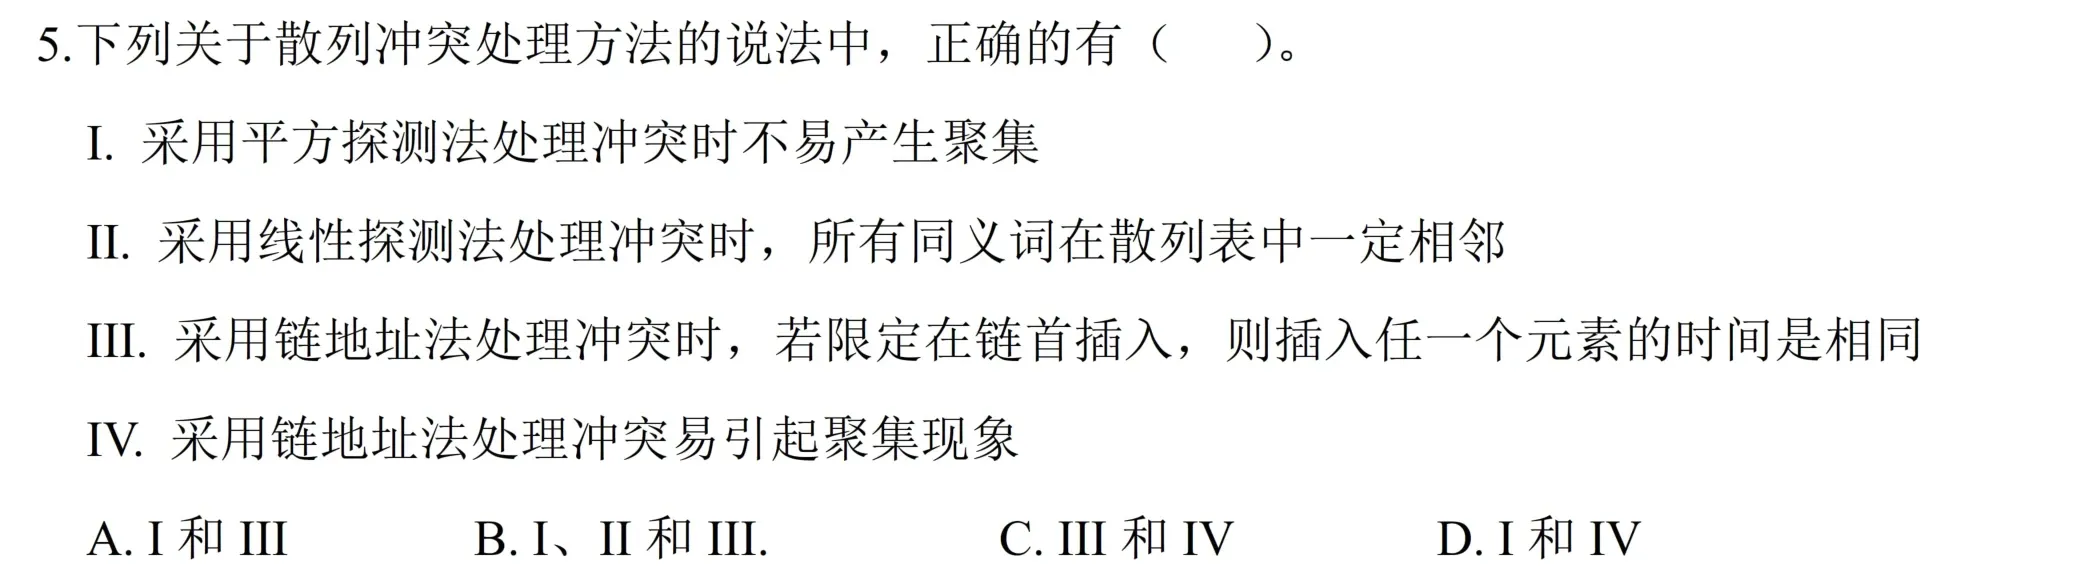 5.下列关于散列冲突处理方法的说法中，正确的有（    ）。
I. 采用平方探测法处理冲突时不易产生聚集
II. 采用线性探测法处理冲突时，所有同义词在散列表中一定相邻
III. 采用链地址法处理冲突时，若限定在链首插入，则插入任一个元素的时间是相同
IV. 采用链地址法处理冲突易引起聚集现象
A. I 和 III    B. I、II 和 III.    C. III 和 IV    D. I 和 IV